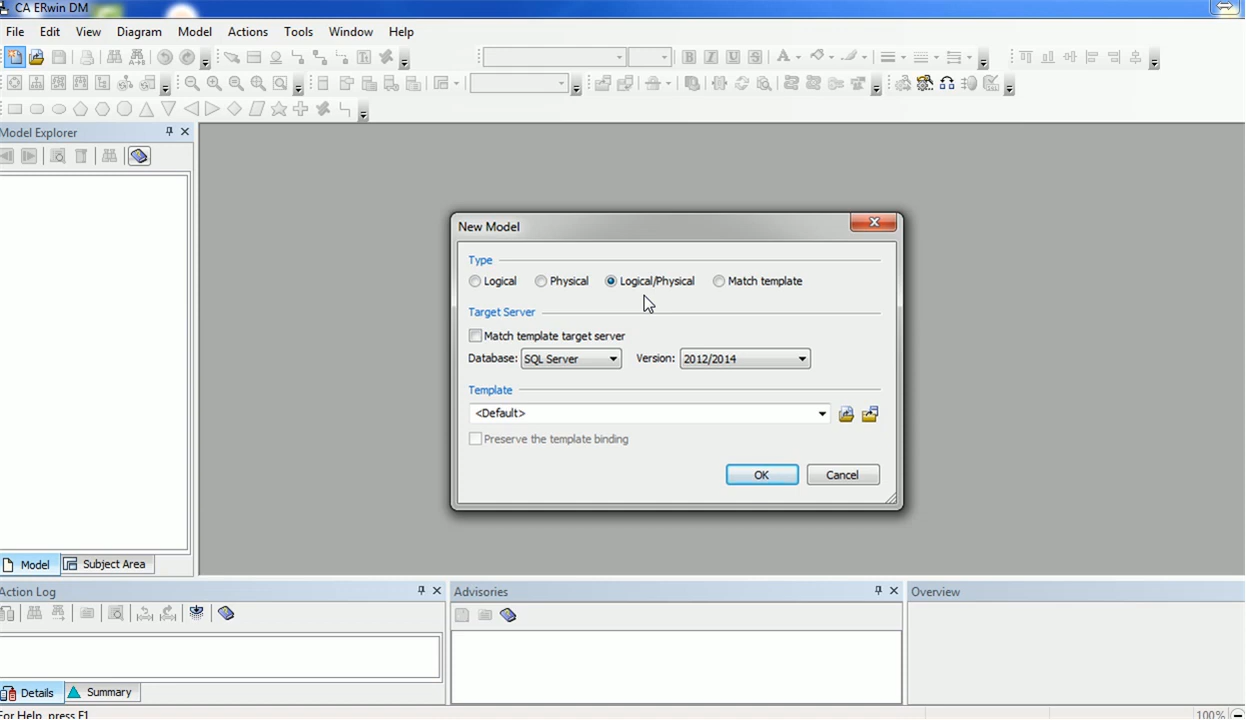 CA ERwin DM
File Edit View Diagram Model Actions Tools Window Help
B I U S A
Model Explorer
New Model
Type
Logical Physical Logical/Physical Match template
Target Server
Match template target server
Database: SQL Server Version: 2012/2014
Template
<Default>
Preserve the template binding
OK Cancel
Model Subject Area
Action Log Advisories Overview
Details Summary
For Help, press F1 100%